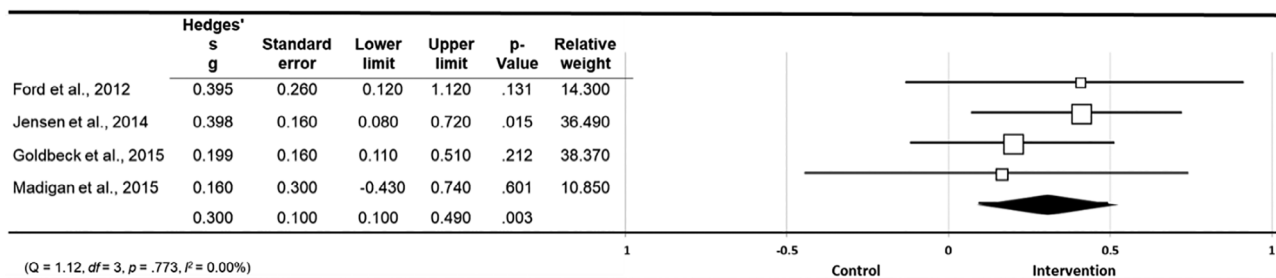 Hedges'
s Standard Lower Upper p- Relative
g error limit limit Value weight
Ford et al., 2012 0.395 0.260 0.120 1.120 .131 14.300
Jensen et al., 2014 0.398 0.160 0.080 0.720 .015 36.490
Goldbeck et al., 2015 0.199 0.160 0.110 0.510 .212 38.370
Madigan et al., 2015 0.160 0.300 -0.430 0.740 .601 10.850
0.300 0.100 0.100 0.490 .003
1 -0.5 0 0.5 1
(Q = 1.12, df = 3, p = .773, I² = 0.00%) Control Intervention